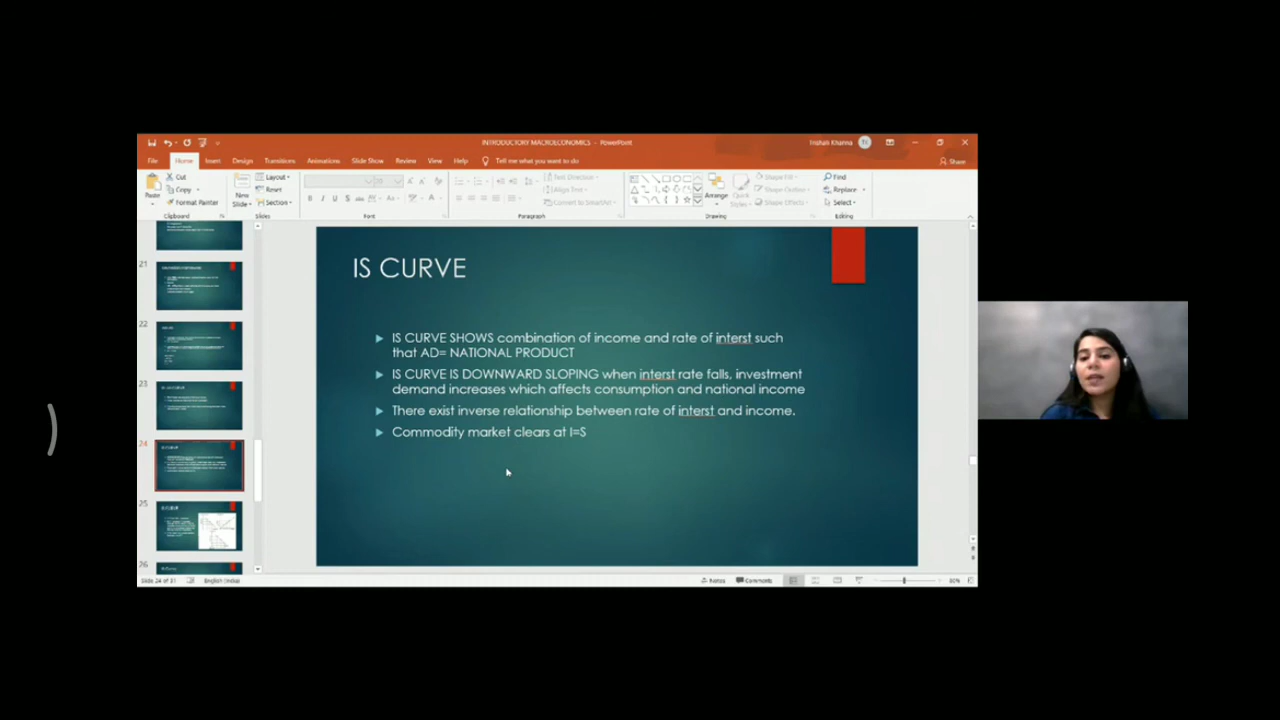 INTRODUCTORY MACROECONOMICS - PowerPoint
File Home Insert Design Transitions Animations Slide Show Review View Help Tell me what you want to do Share
Cut
Copy
Format Painter
Paste
Clipboard
New
Slide
Layout
Reset
Section
Slides
Font
Text Direction
Align Text
Convert to SmartArt
Paragraph
Arrange
Quick
Styles
Shape Fill
Shape Outline
Shape Effects
Drawing
Find
Replace
Select
Editing
21
22
23
24
25
26
IS CURVE
IS CURVE SHOWS combination of income and rate of interst such
that AD= NATIONAL PRODUCT
IS CURVE IS DOWNWARD SLOPING when interst rate falls, investment
demand increases which affects consumption and national income
There exist inverse relationship between rate of interst and income.
Commodity market clears at I=S
Slide 24 of 31 English (India) Notes Comments